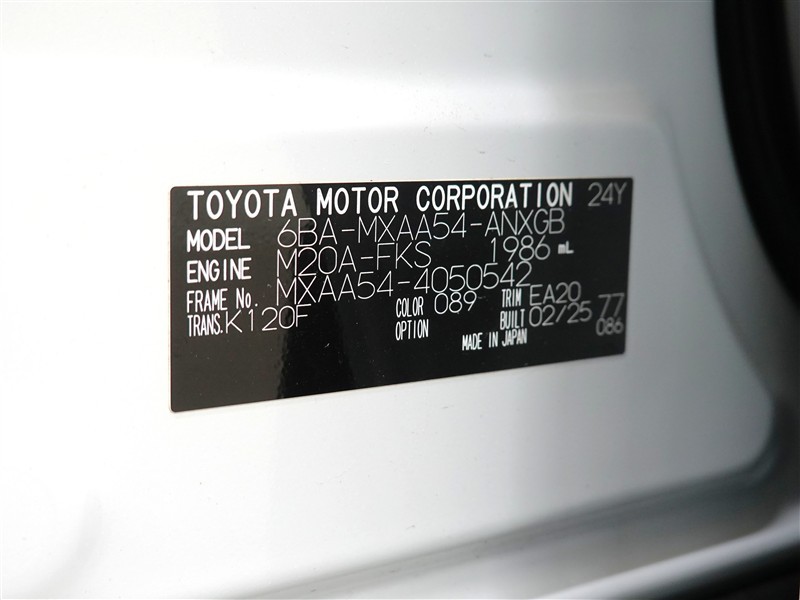 TOYOTA MOTOR CORPORATION 24Y
MODEL 6BA-MXAA54-ANXGB
ENGINE M20A-FKS 1986 mL
FRAME No. MXAA54-4050542
TRANS. K120F COLOR 089 TRIM EA20 77
OPTION BUILT 02/25 086
MADE IN JAPAN